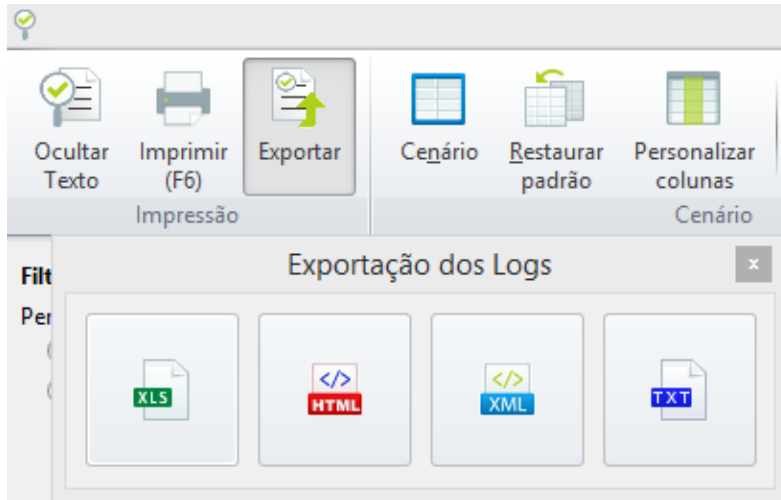 Ocultar
Texto
Imprimir
(F6)
Exportar
Cenário
Restaurar
padrão
Personalizar
colunas
Impressão
Cenário
Exportação dos Logs
x
Filt
Per
XLS
</>
HTML
</>
XML
TXT